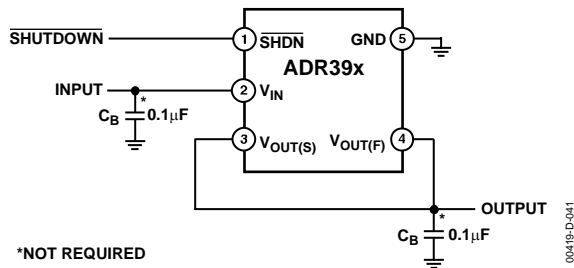 SHUTDOWN
1
SHDN
GND
5
ADR39x
INPUT
2
VIN
*
CB 0.1μF
3
VOUT(S)
VOUT(F)
4
OUTPUT
*
CB 0.1μF
*NOT REQUIRED
00419-D-041